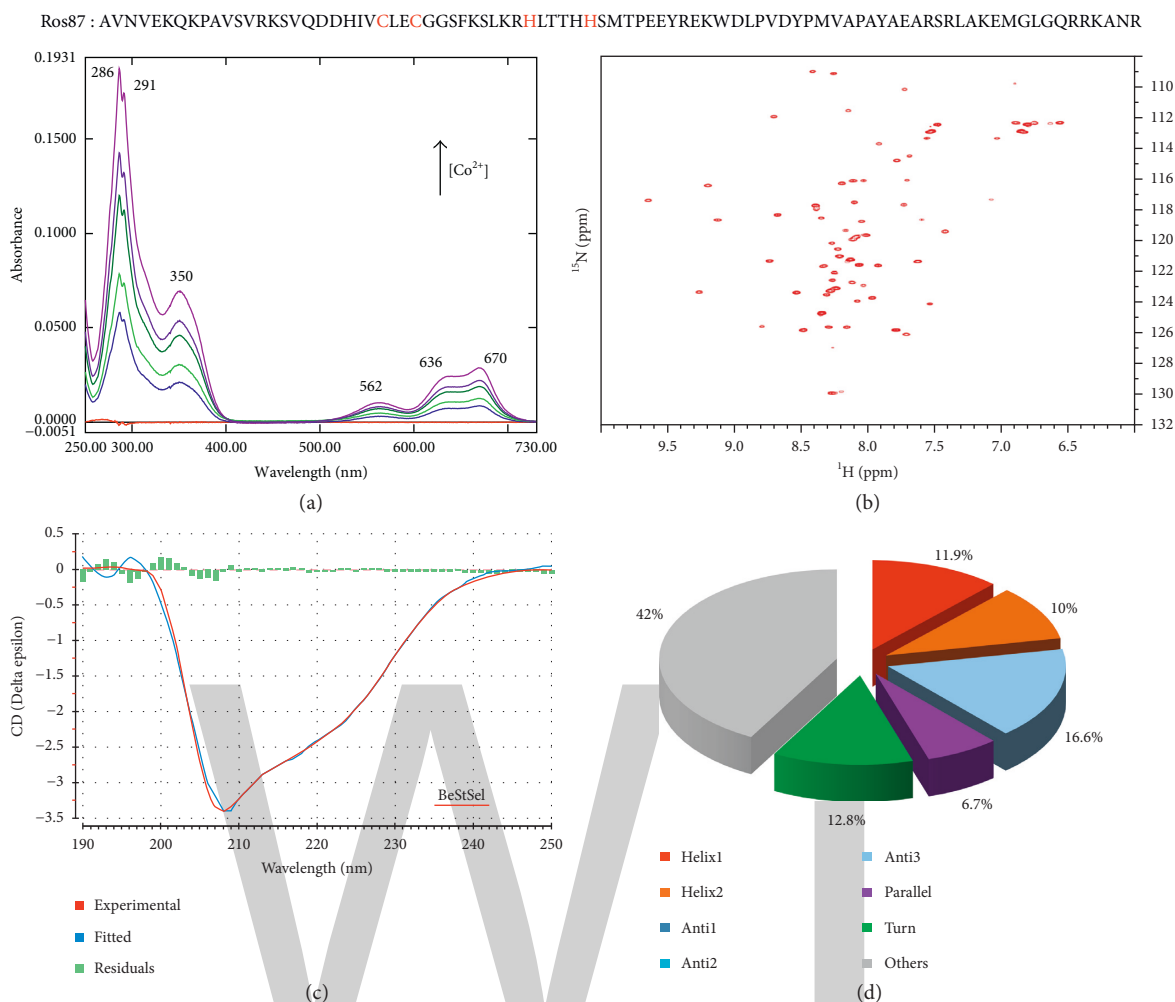 Ros87 : AVNVEKQKPAVSVRKSVQDDHIVCLECGGSFKSLKRHLTTHHSMTPEEYREKWDLPVDYPMVAPAYAEARSRLAKEMGLGQRRKANR
0.1931
0.1500
0.1000
0.0500
0.0000
−0.0051
Absorbance
286
291
350
562
636
670
[Co2+]
250.00 300.00 400.00 500.00 600.00 730.00
Wavelength (nm)
(a)
110
112
114
116
118
120
122
124
126
128
130
132
15N (ppm)
9.5 9.0 8.5 8.0 7.5 7.0 6.5
1H (ppm)
(b)
0.5
0
−0.5
−1
−1.5
−2
−2.5
−3
−3.5
CD (Delta epsilon)
BeStSel
190 200 210 220 230 240 250
Wavelength (nm)
Experimental
Fitted
Residuals
(c)
11.9%
10%
16.6%
6.7%
12.8%
42%
Helix1
Helix2
Anti1
Anti2
Anti3
Parallel
Turn
Others
(d)